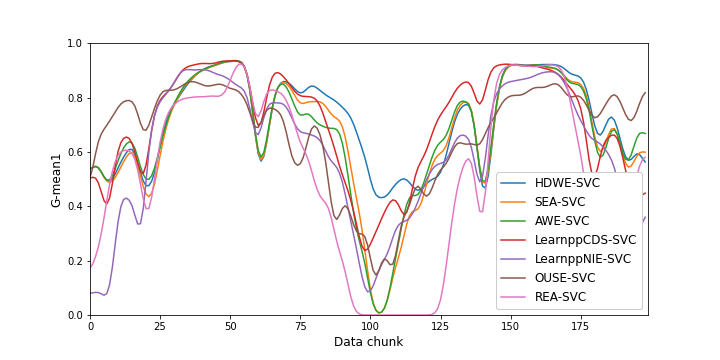 1.0
0.8
0.6
0.4
0.2
0.0
G-mean1
0 25 50 75 100 125 150 175
Data chunk
HDWE-SVC
SEA-SVC
AWE-SVC
LearnppCDS-SVC
LearnppNIE-SVC
OUSE-SVC
REA-SVC